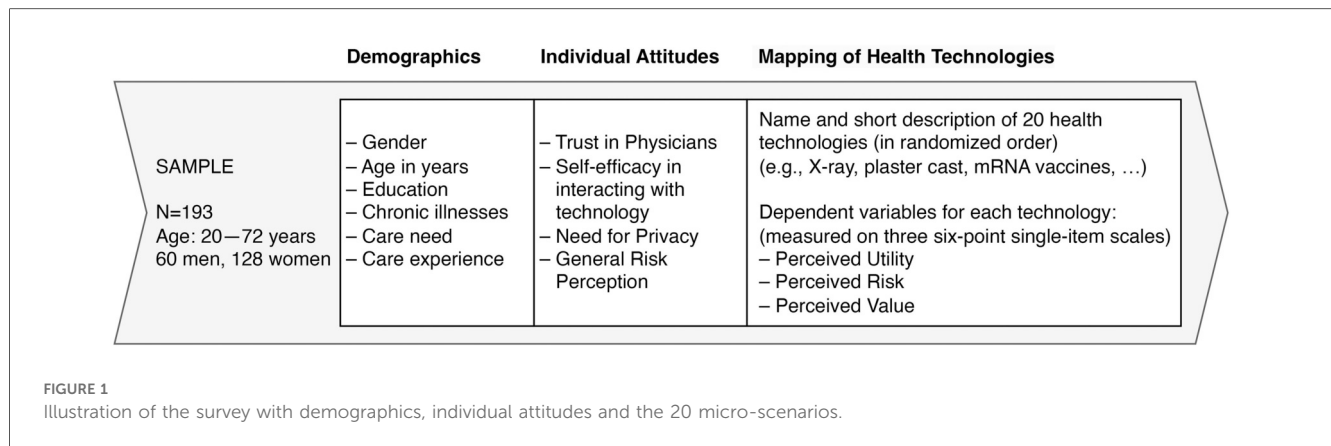 Demographics
Individual Attitudes
Mapping of Health Technologies
SAMPLE
N=193
Age: 20—72 years
60 men, 128 women
– Gender
– Age in years
– Education
– Chronic illnesses
– Care need
– Care experience
– Trust in Physicians
– Self-efficacy in
interacting with
technology
– Need for Privacy
– General Risk
Perception
Name and short description of 20 health
technologies (in randomized order)
(e.g., X-ray, plaster cast, mRNA vaccines, …)
Dependent variables for each technology:
(measured on three six-point single-item scales)
– Perceived Utility
– Perceived Risk
– Perceived Value
FIGURE 1
Illustration of the survey with demographics, individual attitudes and the 20 micro-scenarios.